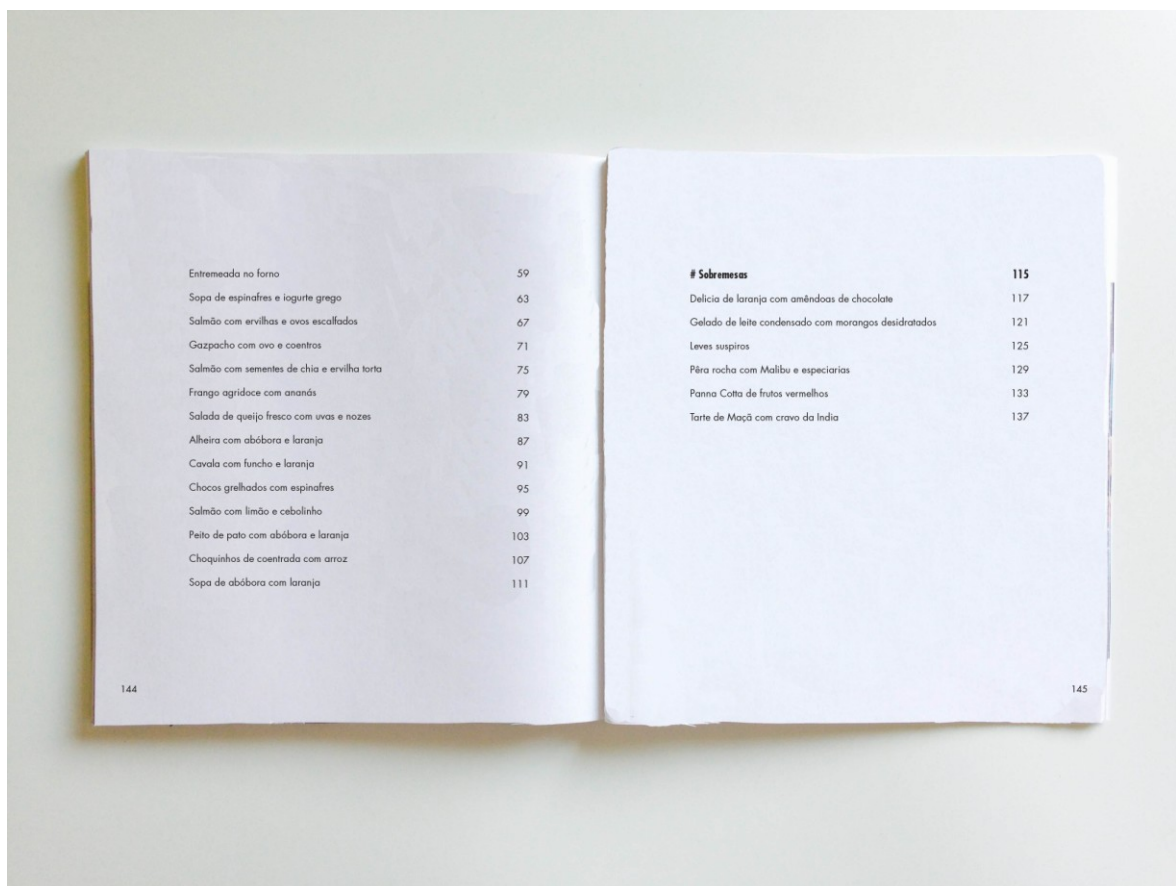 Entremeada no forno 59
Sopa de espinafres e iogurte grego 63
Salmão com ervilhas e ovos escalfados 67
Gazpacho com ovo e coentros 71
Salmão com sementes de chia e ervilha torta 75
Frango agridoce com ananás 79
Salada de queijo fresco com uvas e nozes 83
Alheira com abóbora e laranja 87
Cavala com funcho e laranja 91
Chocos grelhados com espinafres 95
Salmão com limão e cebolinho 99
Peito de pato com abóbora e laranja 103
Choquinhos de coentrada com arroz 107
Sopa de abóbora com laranja 111
144
# Sobremesas 115
Delicia de laranja com amêndoas de chocolate 117
Gelado de leite condensado com morangos desidratados 121
Leves suspiros 125
Pêra rocha com Malibu e especiarias 129
Panna Cotta de frutos vermelhos 133
Tarte de Maçã com cravo da India 137
145